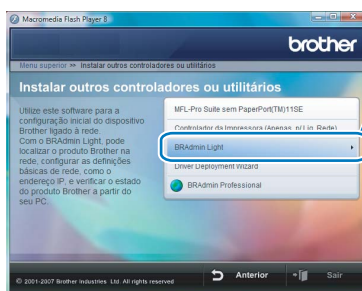 Macromedia Flash Player 8
brother
Menu superior >> Instalar outros controladores ou utilitários
Instalar outros controladores ou utilitários
Utilize este software para a
configuração inicial do dispositivo
Brother ligado à rede.
Com o BRAdmin Light, pode
localizar o produto Brother na
rede, configurar as definições
básicas de rede, como o
endereço IP, e verificar o estado
do produto Brother a partir do
seu PC.
MFL-Pro Suite sem PaperPort(TM)11SE
Controlador da Impressora (Apenas p/Lig. Rede)
BRAdmin Light
Driver Deployment Wizard
BRAdmin Professional
© 2001-2007 Brother Industries Ltd. All rights reserved
Anterior
Sair